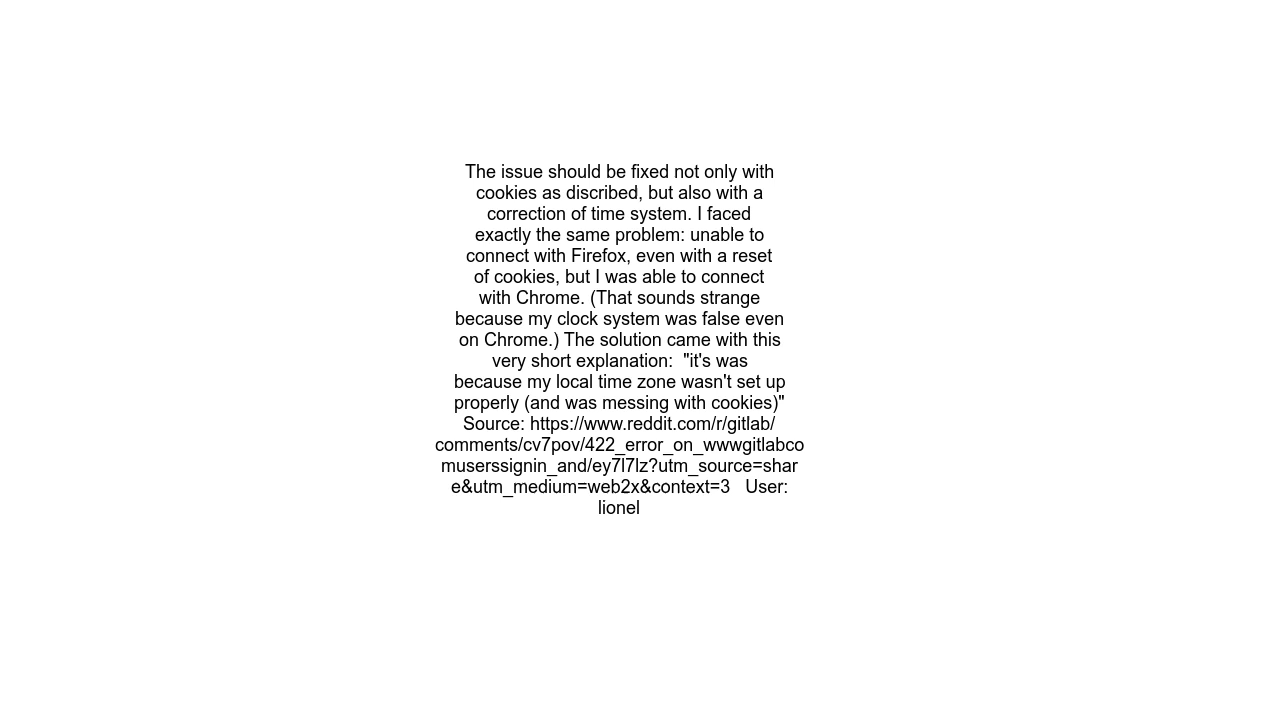 The issue should be fixed not only with
cookies as discribed, but also with a
correction of time system. I faced
exactly the same problem: unable to
connect with Firefox, even with a reset
of cookies, but I was able to connect
with Chrome. (That sounds strange
because my clock system was false even
on Chrome.) The solution came with this
very short explanation:  "it's was
because my local time zone wasn't set up
properly (and was messing with cookies)"
Source: https://www.reddit.com/r/gitlab/
comments/cv7pov/422_error_on_wwwgitlabco
muserssignin_and/ey7l7lz?utm_source=shar
e&utm_medium=web2x&context=3   User:
lionel